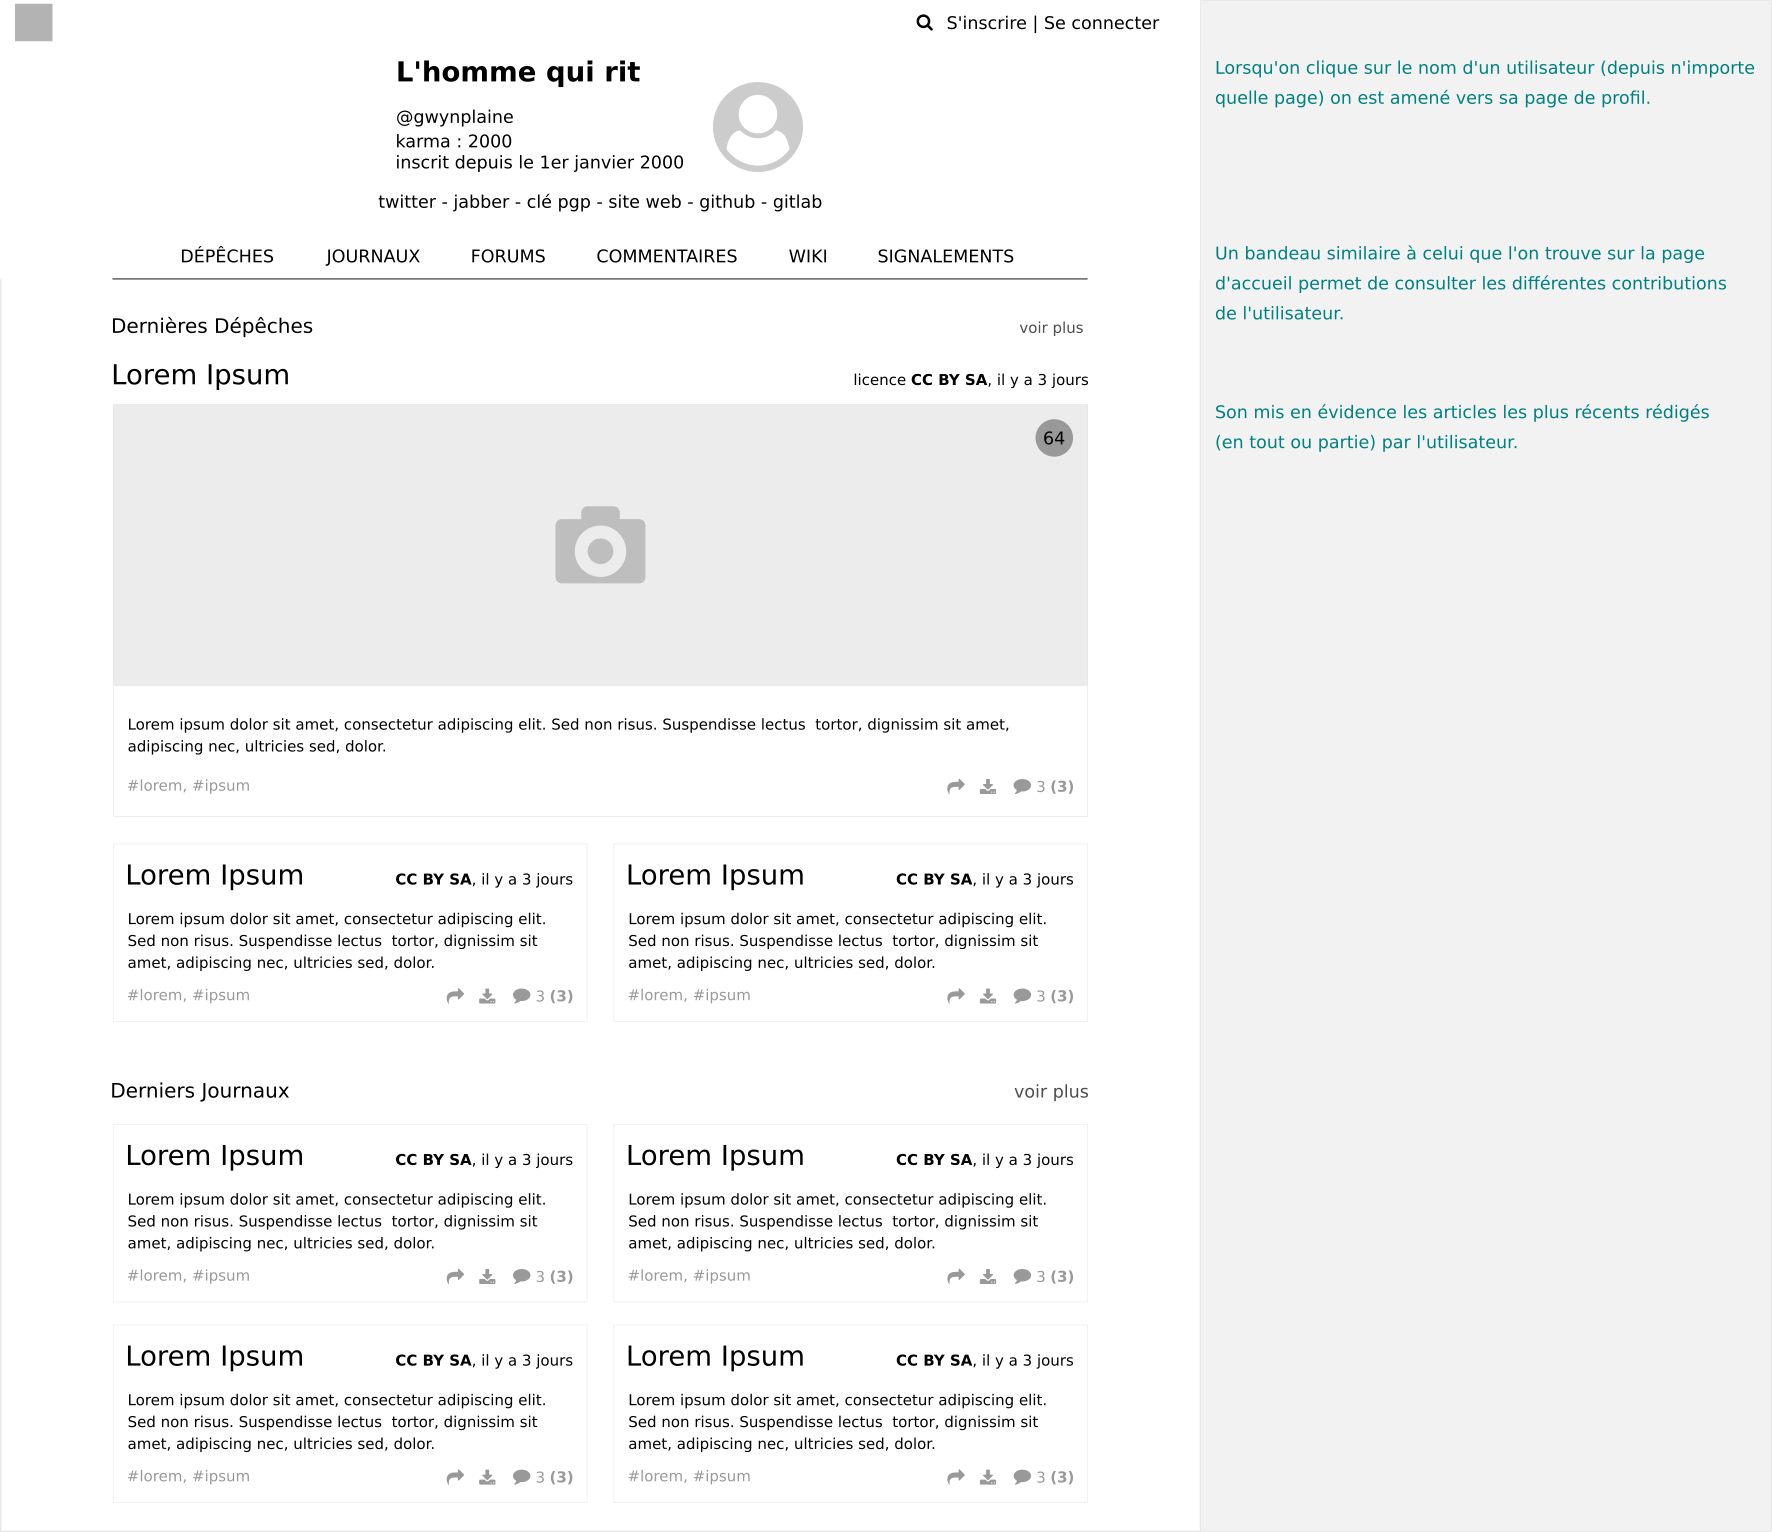 S'inscrire | Se connecter
L'homme qui rit
@gwynplaine
karma : 2000
inscrit depuis le 1er janvier 2000
twitter - jabber - clé pgp - site web - github - gitlab
DÉPÊCHES JOURNAUX FORUMS COMMENTAIRES WIKI SIGNALEMENTS
Dernières Dépêches voir plus
Lorem Ipsum licence CC BY SA, il y a 3 jours
64
Lorem ipsum dolor sit amet, consectetur adipiscing elit. Sed non risus. Suspendisse lectus  tortor, dignissim sit amet,
adipiscing nec, ultricies sed, dolor.
#lorem, #ipsum 3 (3)
Lorem Ipsum CC BY SA, il y a 3 jours
Lorem ipsum dolor sit amet, consectetur adipiscing elit.
Sed non risus. Suspendisse lectus  tortor, dignissim sit
amet, adipiscing nec, ultricies sed, dolor.
#lorem, #ipsum 3 (3)
Lorem Ipsum CC BY SA, il y a 3 jours
Lorem ipsum dolor sit amet, consectetur adipiscing elit.
Sed non risus. Suspendisse lectus  tortor, dignissim sit
amet, adipiscing nec, ultricies sed, dolor.
#lorem, #ipsum 3 (3)
Derniers Journaux voir plus
Lorem Ipsum CC BY SA, il y a 3 jours
Lorem ipsum dolor sit amet, consectetur adipiscing elit.
Sed non risus. Suspendisse lectus  tortor, dignissim sit
amet, adipiscing nec, ultricies sed, dolor.
#lorem, #ipsum 3 (3)
Lorem Ipsum CC BY SA, il y a 3 jours
Lorem ipsum dolor sit amet, consectetur adipiscing elit.
Sed non risus. Suspendisse lectus  tortor, dignissim sit
amet, adipiscing nec, ultricies sed, dolor.
#lorem, #ipsum 3 (3)
Lorem Ipsum CC BY SA, il y a 3 jours
Lorem ipsum dolor sit amet, consectetur adipiscing elit.
Sed non risus. Suspendisse lectus  tortor, dignissim sit
amet, adipiscing nec, ultricies sed, dolor.
#lorem, #ipsum 3 (3)
Lorem Ipsum CC BY SA, il y a 3 jours
Lorem ipsum dolor sit amet, consectetur adipiscing elit.
Sed non risus. Suspendisse lectus  tortor, dignissim sit
amet, adipiscing nec, ultricies sed, dolor.
#lorem, #ipsum 3 (3)
Lorsqu'on clique sur le nom d'un utilisateur (depuis n'importe
quelle page) on est amené vers sa page de profil.
Un bandeau similaire à celui que l'on trouve sur la page
d'accueil permet de consulter les différentes contributions
de l'utilisateur.
Son mis en évidence les articles les plus récents rédigés
(en tout ou partie) par l'utilisateur.